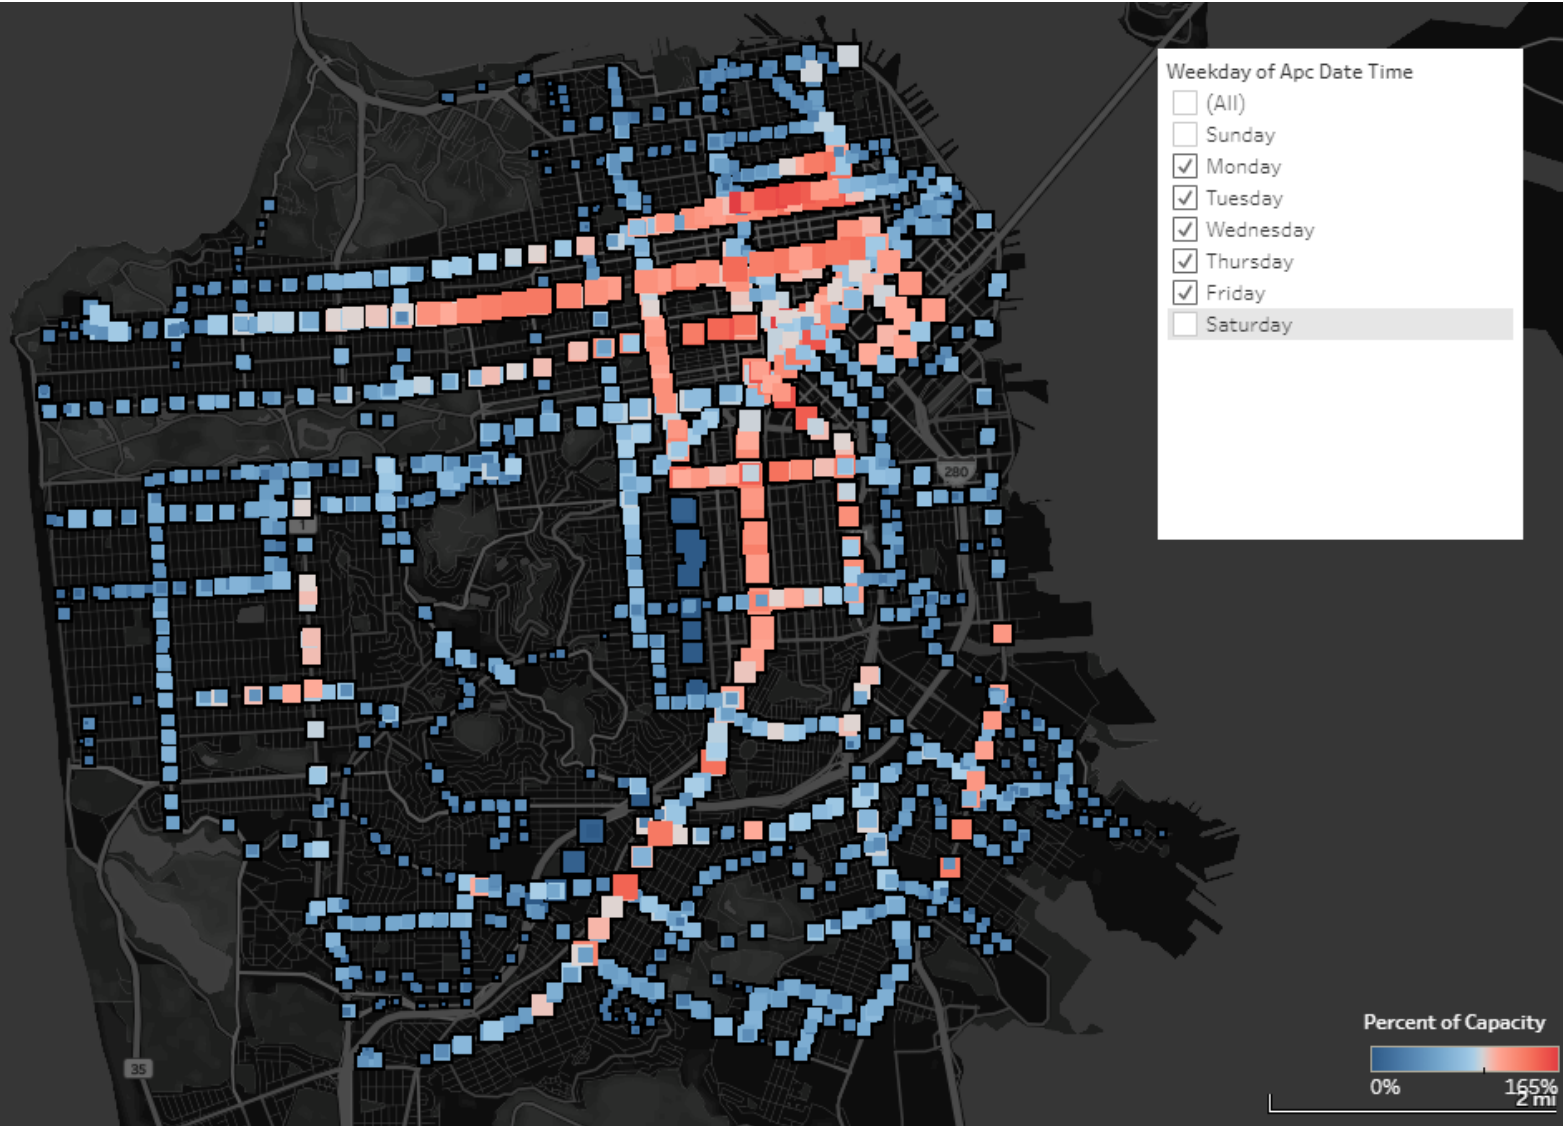 Weekday of Apc Date Time
(All)
Sunday
Monday
Tuesday
Wednesday
Thursday
Friday
Saturday
280
1
35
Percent of Capacity
0% 165%
2 mi